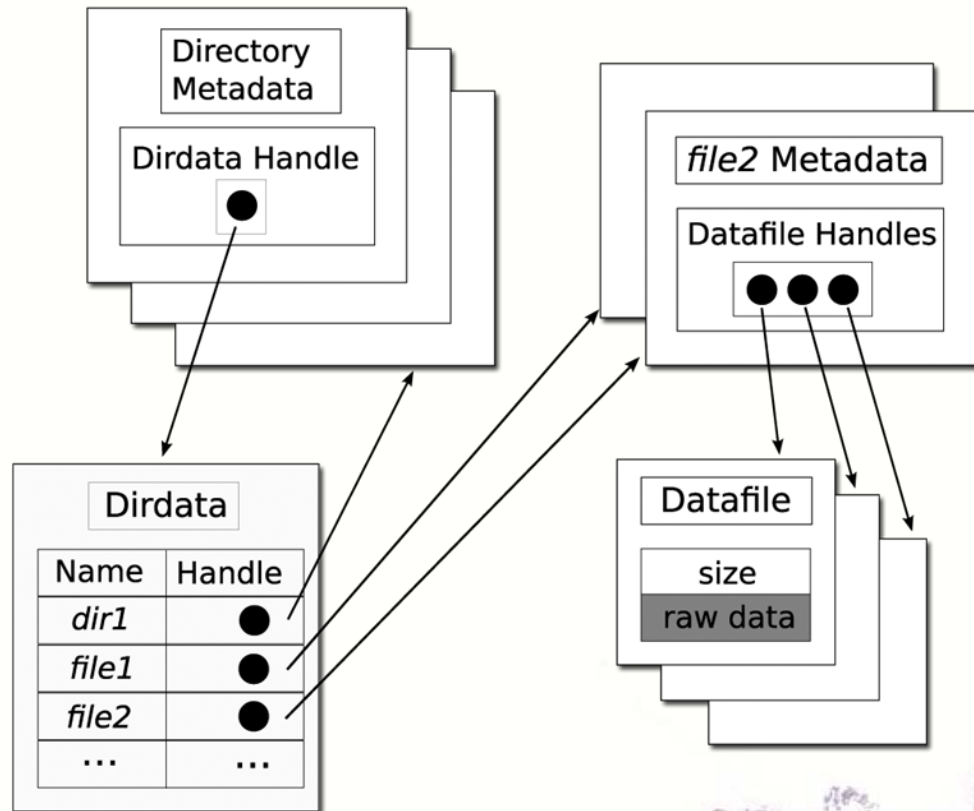 Directory
Metadata
Dirdata Handle
file2 Metadata
Datafile Handles
Dirdata
Name Handle
dir1
file1
file2
... ...
Datafile
size
raw data